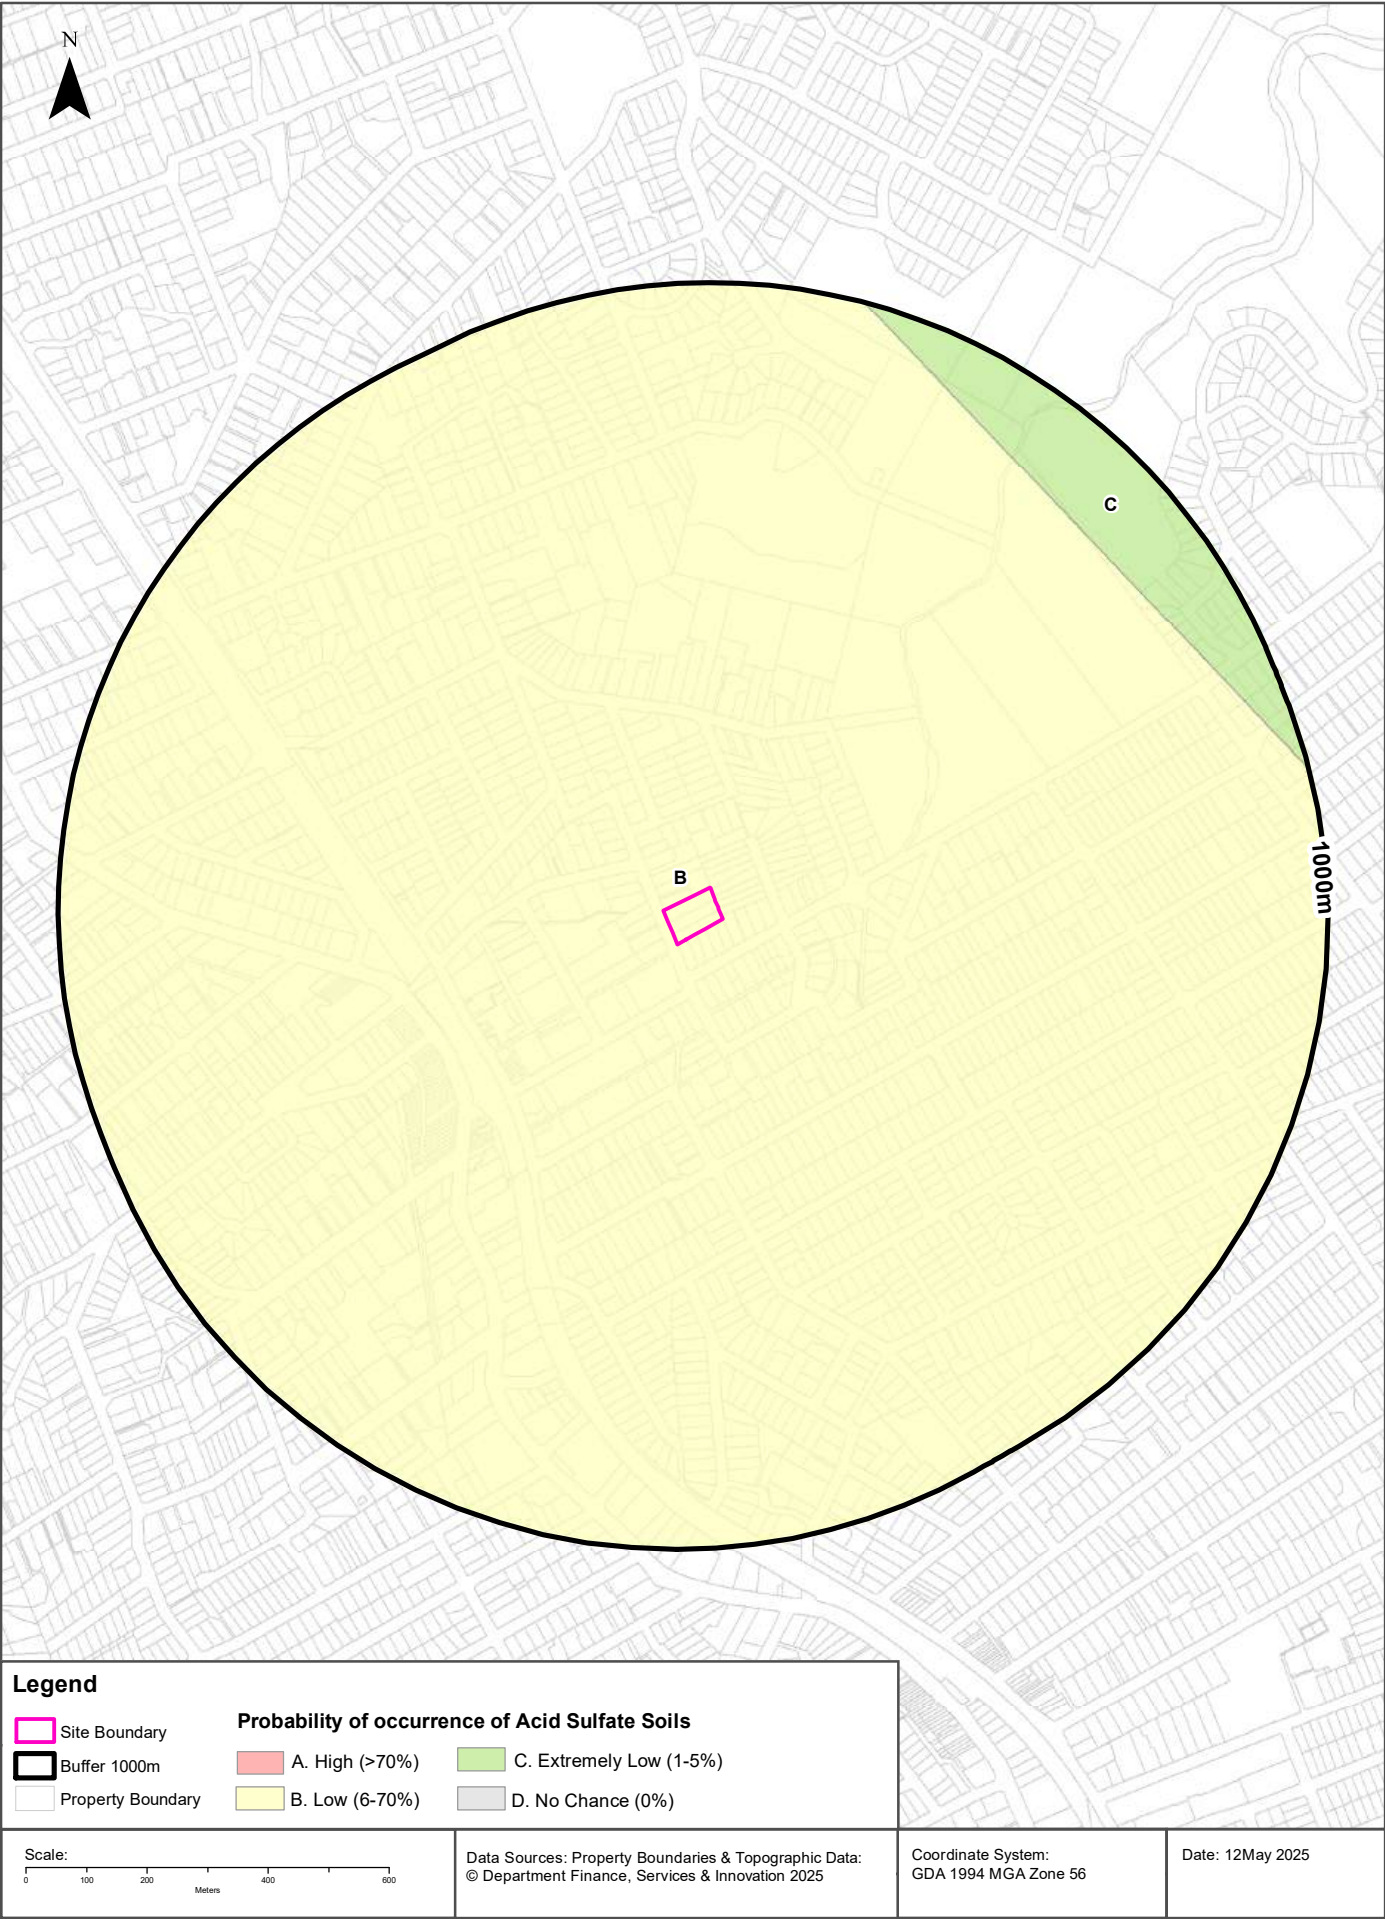 N
C
B
1000m
Legend
Site Boundary
Buffer 1000m
Property Boundary
Probability of occurrence of Acid Sulfate Soils
A. High (>70%)
C. Extremely Low (1-5%)
B. Low (6-70%)
D. No Chance (0%)
Scale:
0 100 200 400 600
Meters
Data Sources: Property Boundaries & Topographic Data:
© Department Finance, Services & Innovation 2025
Coordinate System:
GDA 1994 MGA Zone 56
Date: 12May 2025